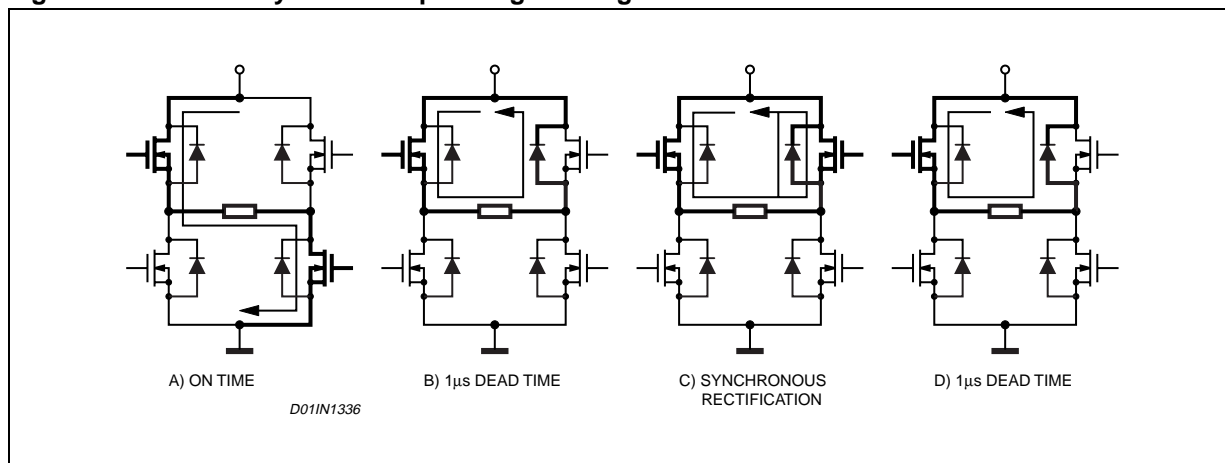 A) ON TIME
B) 1μs DEAD TIME
C) SYNCHRONOUS
RECTIFICATION
D) 1μs DEAD TIME
D01IN1336